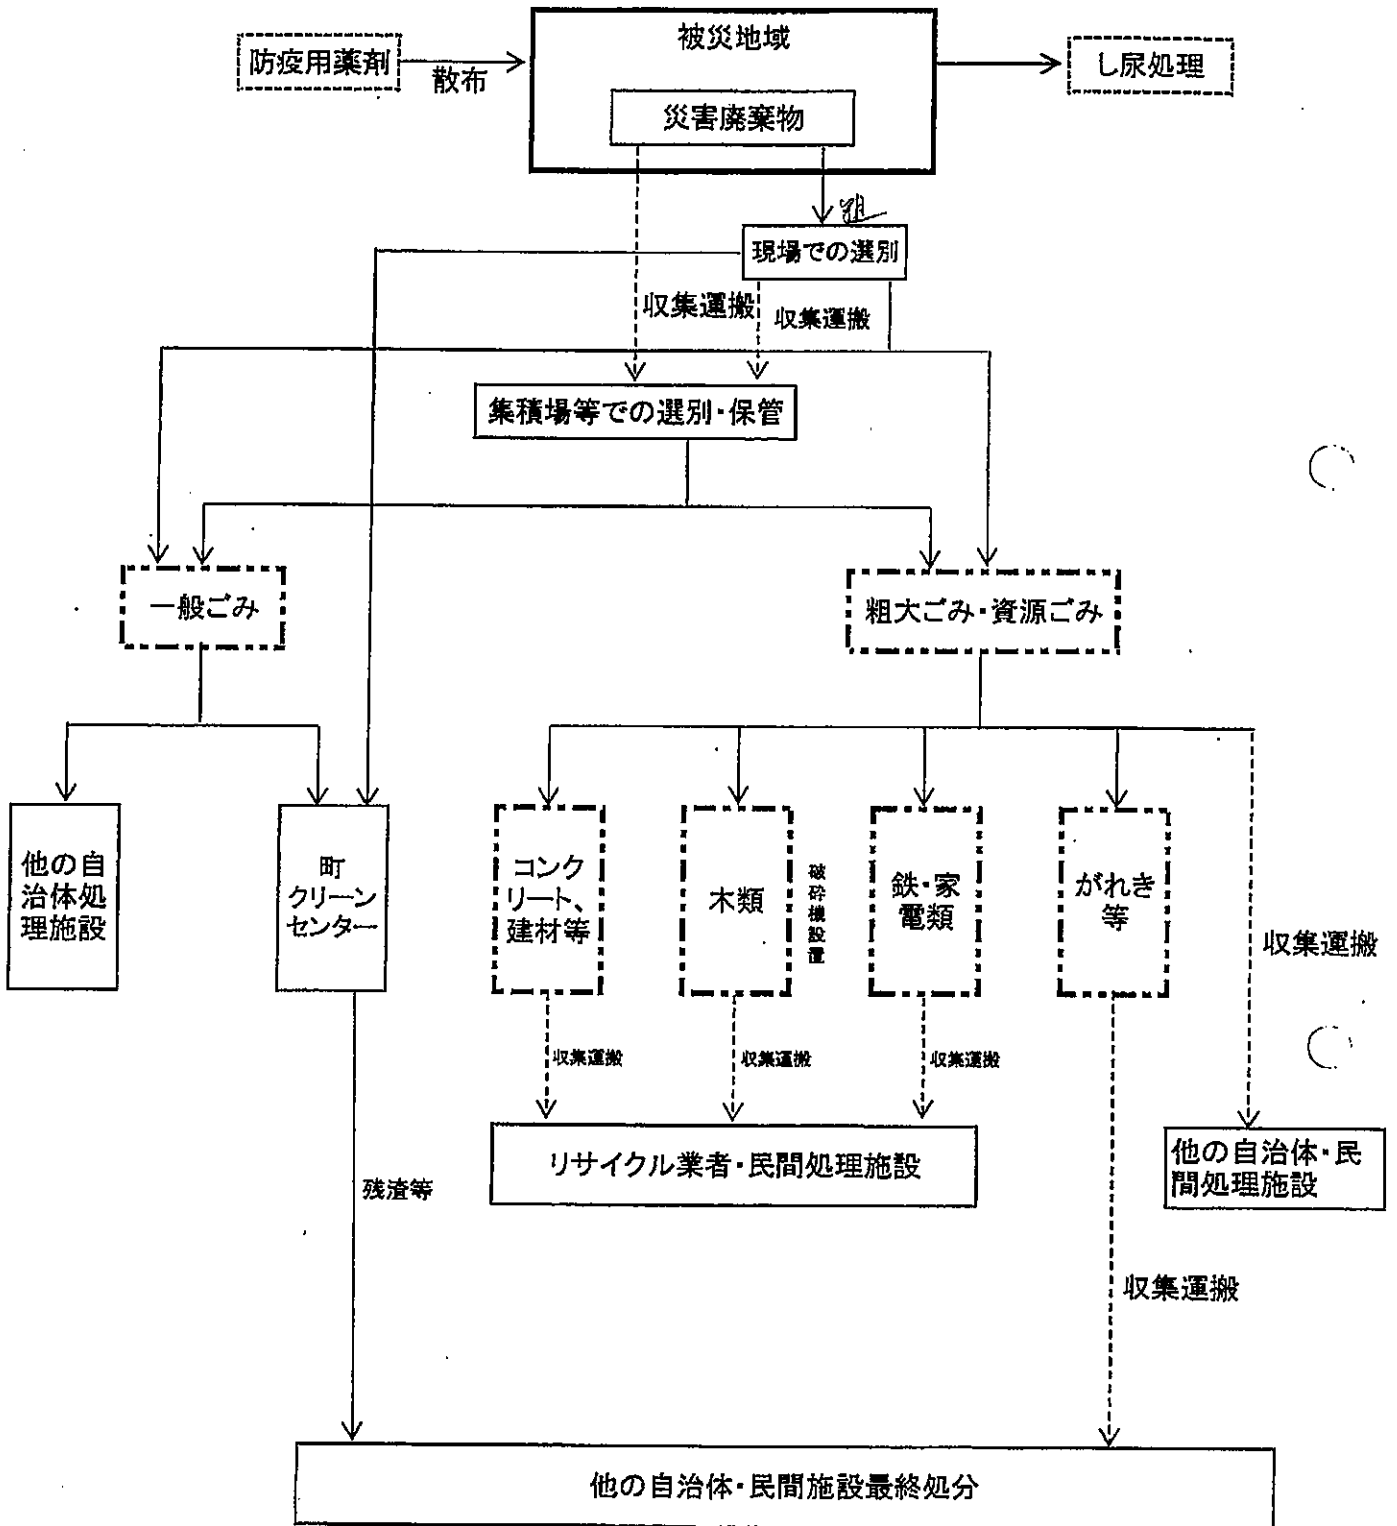 被災地域
防疫用薬剤
散布
し尿処理
災害廃棄物
現場での選別
収集運搬
収集運搬
集積場等での選別・保管
一般ごみ
粗大ごみ・資源ごみ
他の自
治体処
理施設
町
クリーン
センター
コンク
リート、
建材等
木類
破砕機設置
鉄・家
電類
がれき
等
収集運搬
収集運搬
収集運搬
収集運搬
リサイクル業者・民間処理施設
他の自治体・民
間処理施設
残渣等
収集運搬
他の自治体・民間施設最終処分